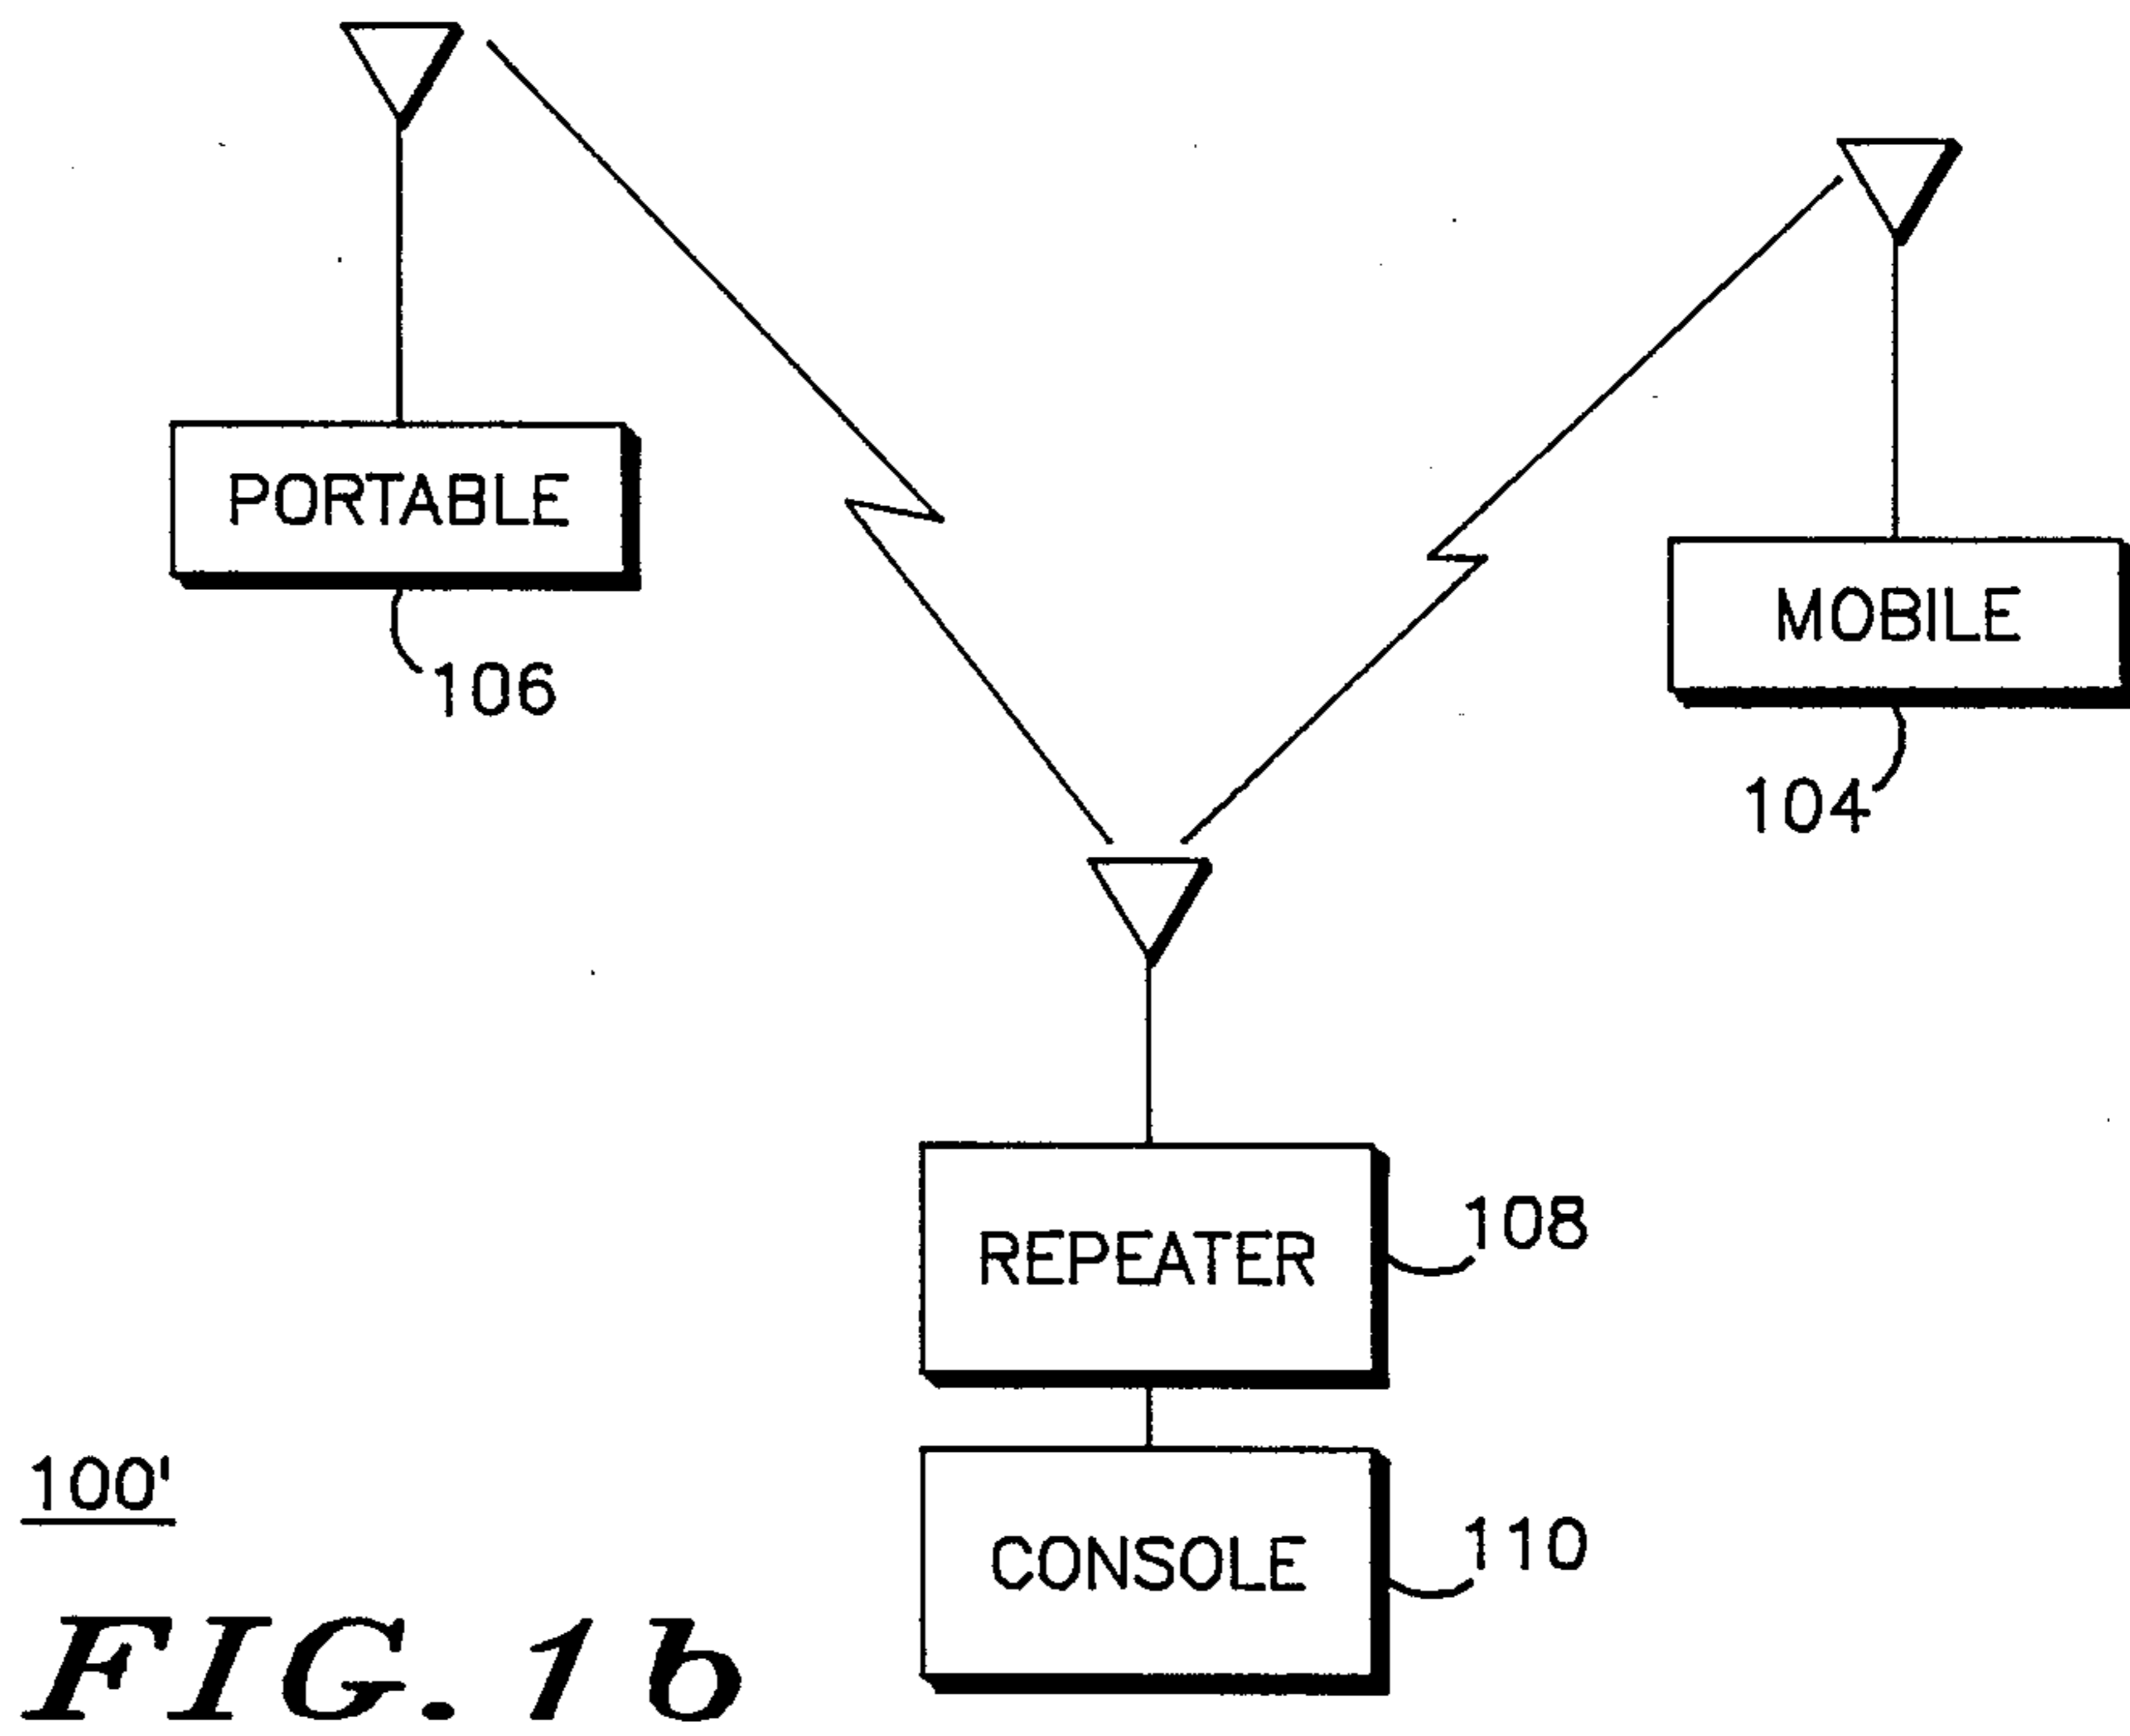 PORTABLE
106
MOBILE
104
REPEATER
108
CONSOLE
110
100'
FIG. 1b